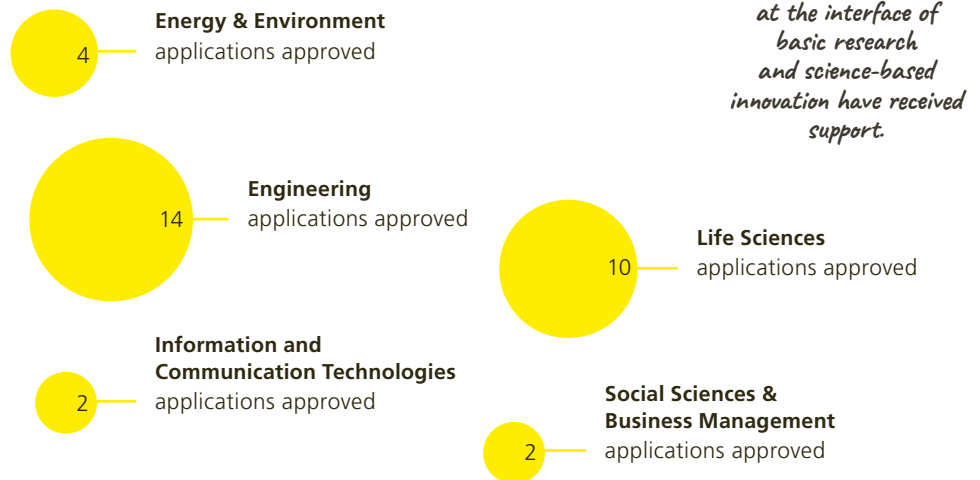 4
Energy & Environment
applications approved
at the interface of
basic research
and science-based
innovation have received
support.
14
Engineering
applications approved
10
Life Sciences
applications approved
2
Information and
Communication Technologies
applications approved
2
Social Sciences &
Business Management
applications approved